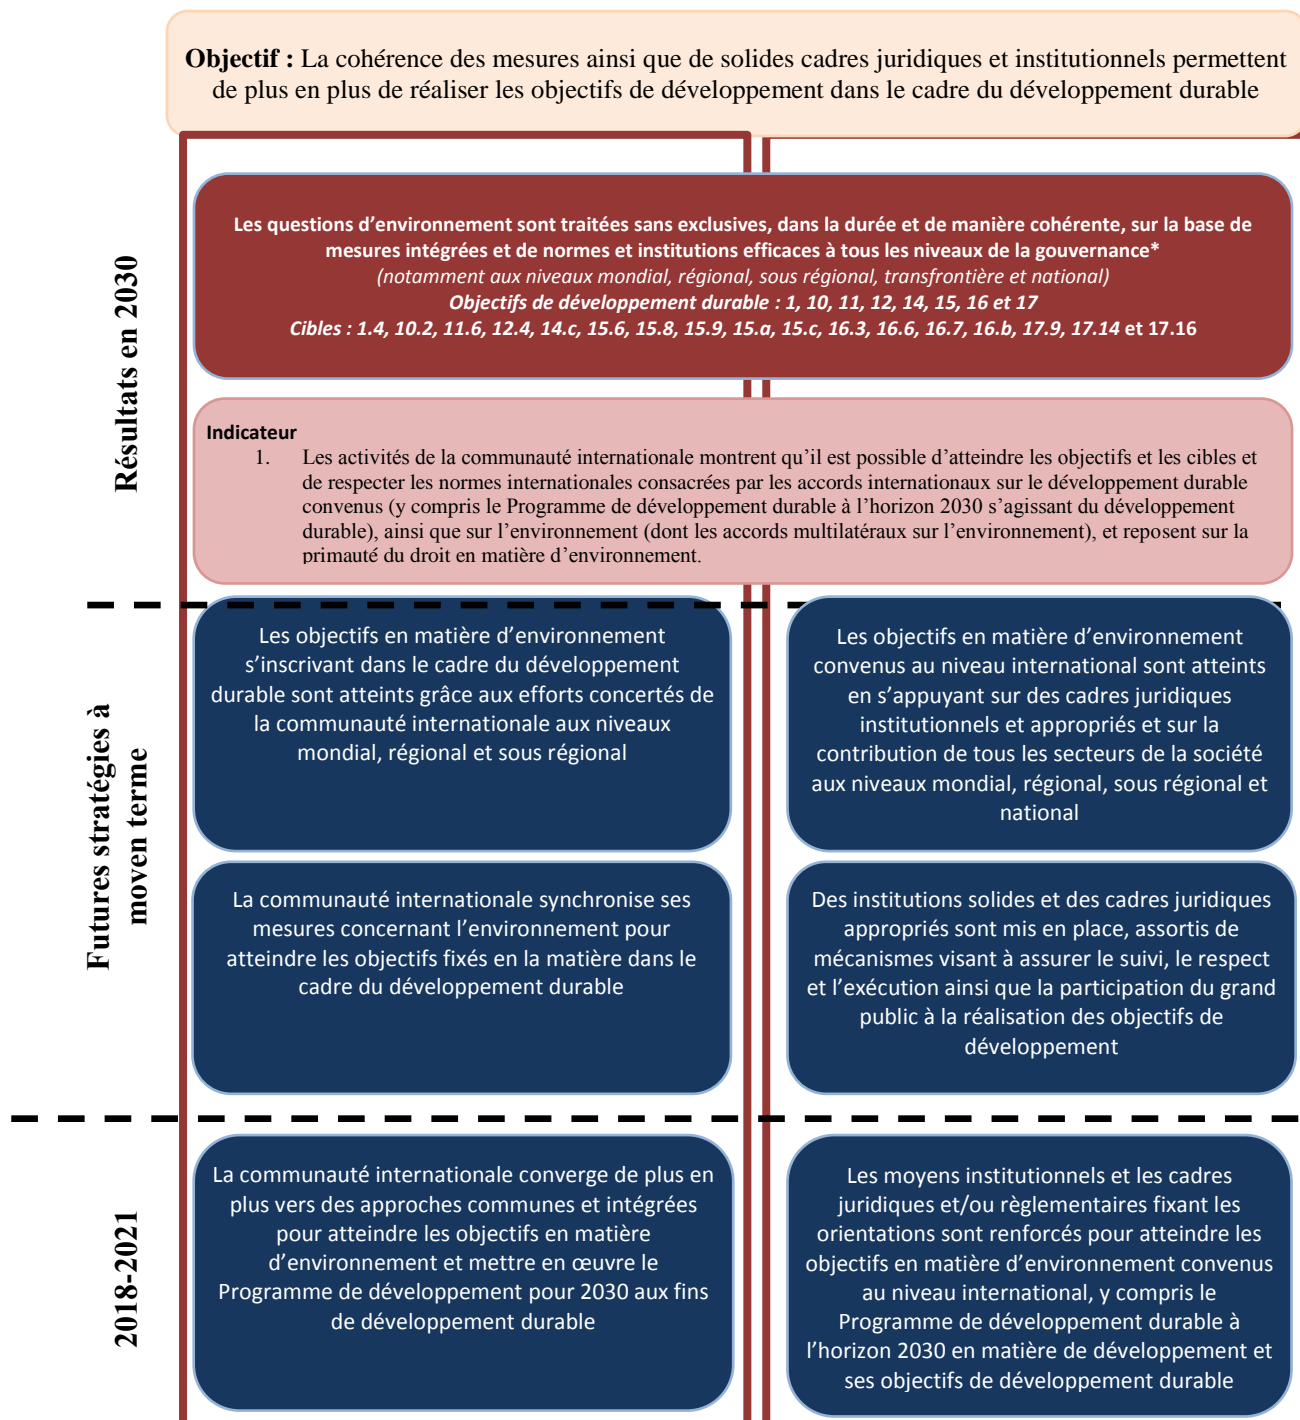 Objectif : La cohérence des mesures ainsi que de solides cadres juridiques et institutionnels permettent
de plus en plus de réaliser les objectifs de développement dans le cadre du développement durable
Résultats en 2030
Les questions d’environnement sont traitées sans exclusives, dans la durée et de manière cohérente, sur la base de
mesures intégrées et de normes et institutions efficaces à tous les niveaux de la gouvernance*
(notamment aux niveaux mondial, régional, sous régional, transfrontière et national)
Objectifs de développement durable : 1, 10, 11, 12, 14, 15, 16 et 17
Cibles : 1.4, 10.2, 11.6, 12.4, 14.c, 15.6, 15.8, 15.9, 15.a, 15.c, 16.3, 16.6, 16.7, 16.b, 17.9, 17.14 et 17.16
Indicateur
1. Les activités de la communauté internationale montrent qu’il est possible d’atteindre les objectifs et les cibles et
de respecter les normes internationales consacrées par les accords internationaux sur le développement durable
convenus (y compris le Programme de développement durable à l’horizon 2030 s’agissant du développement
durable), ainsi que sur l’environnement (dont les accords multilatéraux sur l’environnement), et reposent sur la
primauté du droit en matière d’environnement.
Futures stratégies à
moyen terme
Les objectifs en matière d’environnement
s’inscrivant dans le cadre du développement
durable sont atteints grâce aux efforts concertés de
la communauté internationale aux niveaux
mondial, régional et sous régional
Les objectifs en matière d’environnement
convenus au niveau international sont atteints
en s’appuyant sur des cadres juridiques
institutionnels et appropriés et sur la
contribution de tous les secteurs de la société
aux niveaux mondial, régional, sous régional et
national
La communauté internationale synchronise ses
mesures concernant l’environnement pour
atteindre les objectifs fixés en la matière dans le
cadre du développement durable
Des institutions solides et des cadres juridiques
appropriés sont mis en place, assortis de
mécanismes visant à assurer le suivi, le respect
et l’exécution ainsi que la participation du grand
public à la réalisation des objectifs de
développement
2018-2021
La communauté internationale converge de plus en
plus vers des approches communes et intégrées
pour atteindre les objectifs en matière
d’environnement et mettre en œuvre le
Programme de développement pour 2030 aux fins
de développement durable
Les moyens institutionnels et les cadres
juridiques et/ou règlementaires fixant les
orientations sont renforcés pour atteindre les
objectifs en matière d’environnement convenus
au niveau international, y compris le
Programme de développement durable à
l’horizon 2030 en matière de développement et
ses objectifs de développement durable